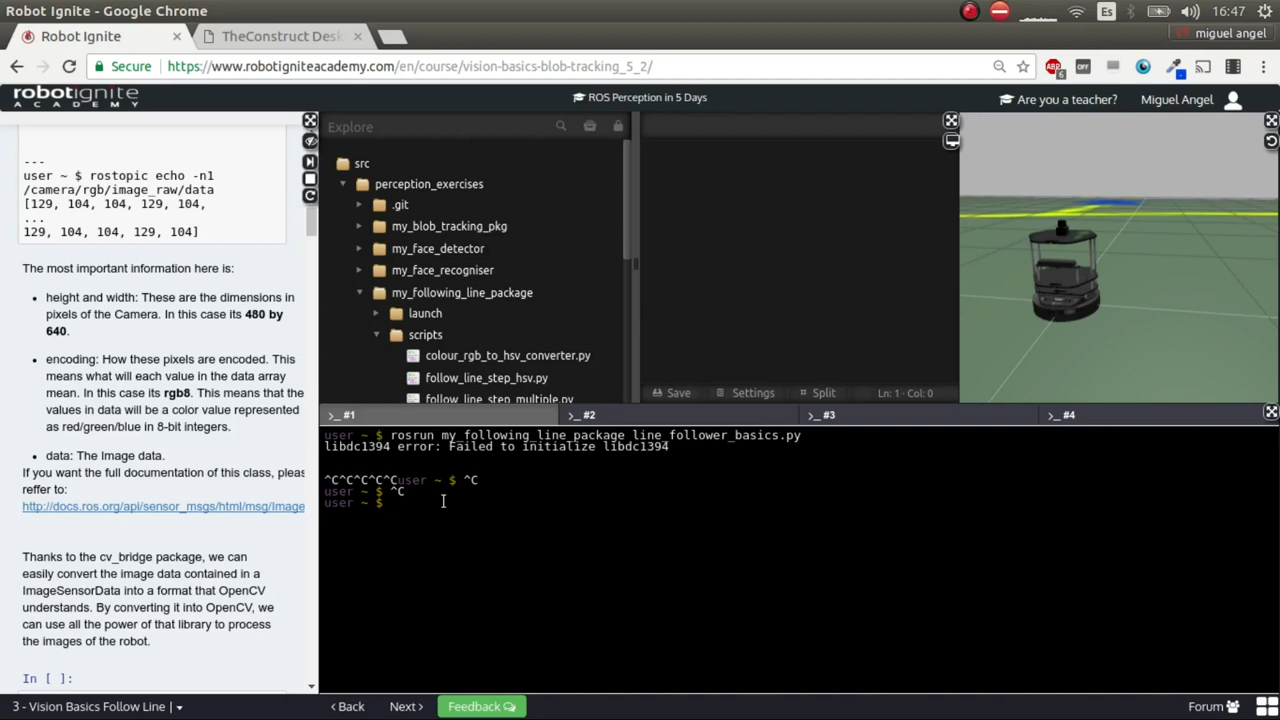 Robot Ignite - Google Chrome
Es
16:47
Robot Ignite
TheConstruct Desk
miguel angel
Secure
https://www.robotigniteacademy.com/en/course/vision-basics-blob-tracking_5_2/
ABP
6
OFF
robotignite
ACADEMY
ROS Perception in 5 Days
Are you a teacher?
Miguel Angel
---
user ~ $ rostopic echo -n1
/camera/rgb/image_raw/data
[129, 104, 104, 129, 104,
...
129, 104, 104, 129, 104]
The most important information here is:
height and width: These are the dimensions in
pixels of the Camera. In this case its 480 by
640.
encoding: How these pixels are encoded. This
means what will each value in the data array
mean. In this case its rgb8. This means that the
values in data will be a color value represented
as red/green/blue in 8-bit integers.
data: The Image data.
If you want the full documentation of this class, pleas
reffer to:
http://docs.ros.org/api/sensor_msgs/html/msg/Image
Thanks to the cv_bridge package, we can
easily convert the image data contained in a
ImageSensorData into a format that OpenCV
understands. By converting it into OpenCV, we
can use all the power of that library to process
the images of the robot.
In [ ]:
Explore
src
perception_exercises
.git
my_blob_tracking_pkg
my_face_detector
my_face_recogniser
my_following_line_package
launch
scripts
colour_rgb_to_hsv_converter.py
follow_line_step_hsv.py
follow_line_step_multiple.py
Save
Settings
Split
Ln: 1 · Col: 0
>_ #1
>_ #2
>_ #3
>_ #4
user ~ $ rosrun my_following_line_package line_follower_basics.py
libdc1394 error: Failed to initialize libdc1394
^C^C^C^C^Cuser ~ $ ^C
user ~ $ ^C
user ~ $
3 - Vision Basics Follow Line |
Back
Next
Feedback
Forum